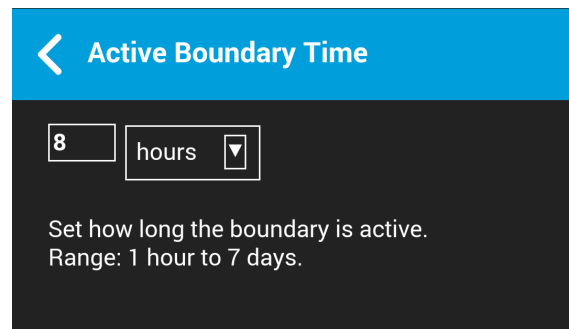 Active Boundary Time
8
hours
Set how long the boundary is active.
Range: 1 hour to 7 days.